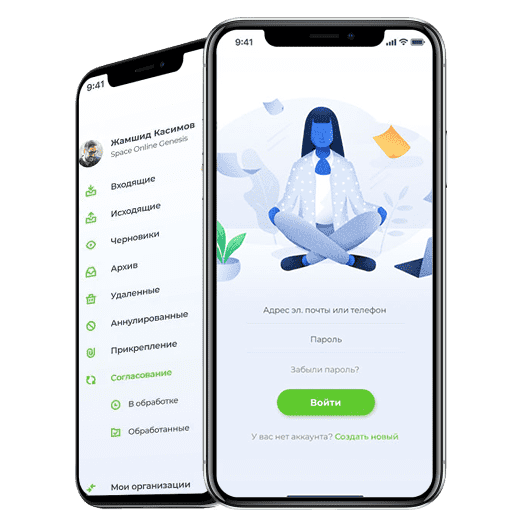 9:41
Жамшид Касимов
Space Online Genesis
Входящие
Исходящие
Черновики
Архив
Удаленные
Аннулированные
Прикрепление
Согласование
В обработке
Обработанные
Мои организации
9:41
Адрес эл. почты или телефон
Пароль
Забыли пароль?
Войти
У вас нет аккаунта? Создать новый